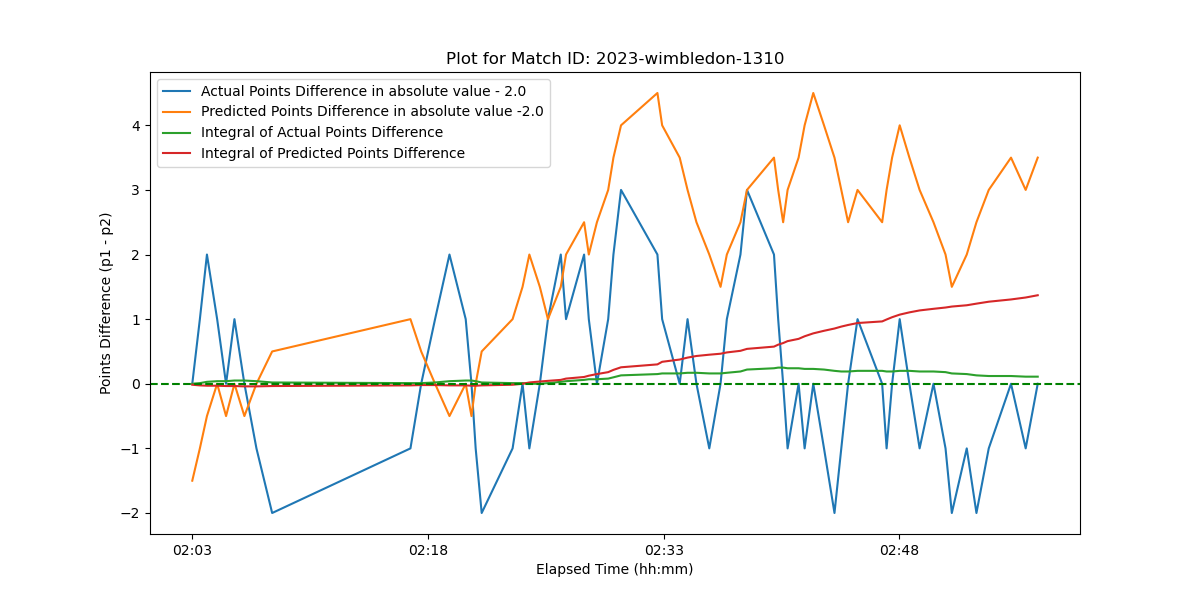 Plot for Match ID: 2023-wimbledon-1310
Actual Points Difference in absolute value - 2.0
Predicted Points Difference in absolute value -2.0
Integral of Actual Points Difference
Integral of Predicted Points Difference
Points Difference (p1 - p2)
4
3
2
1
0
−1
−2
02:03 02:18 02:33 02:48
Elapsed Time (hh:mm)